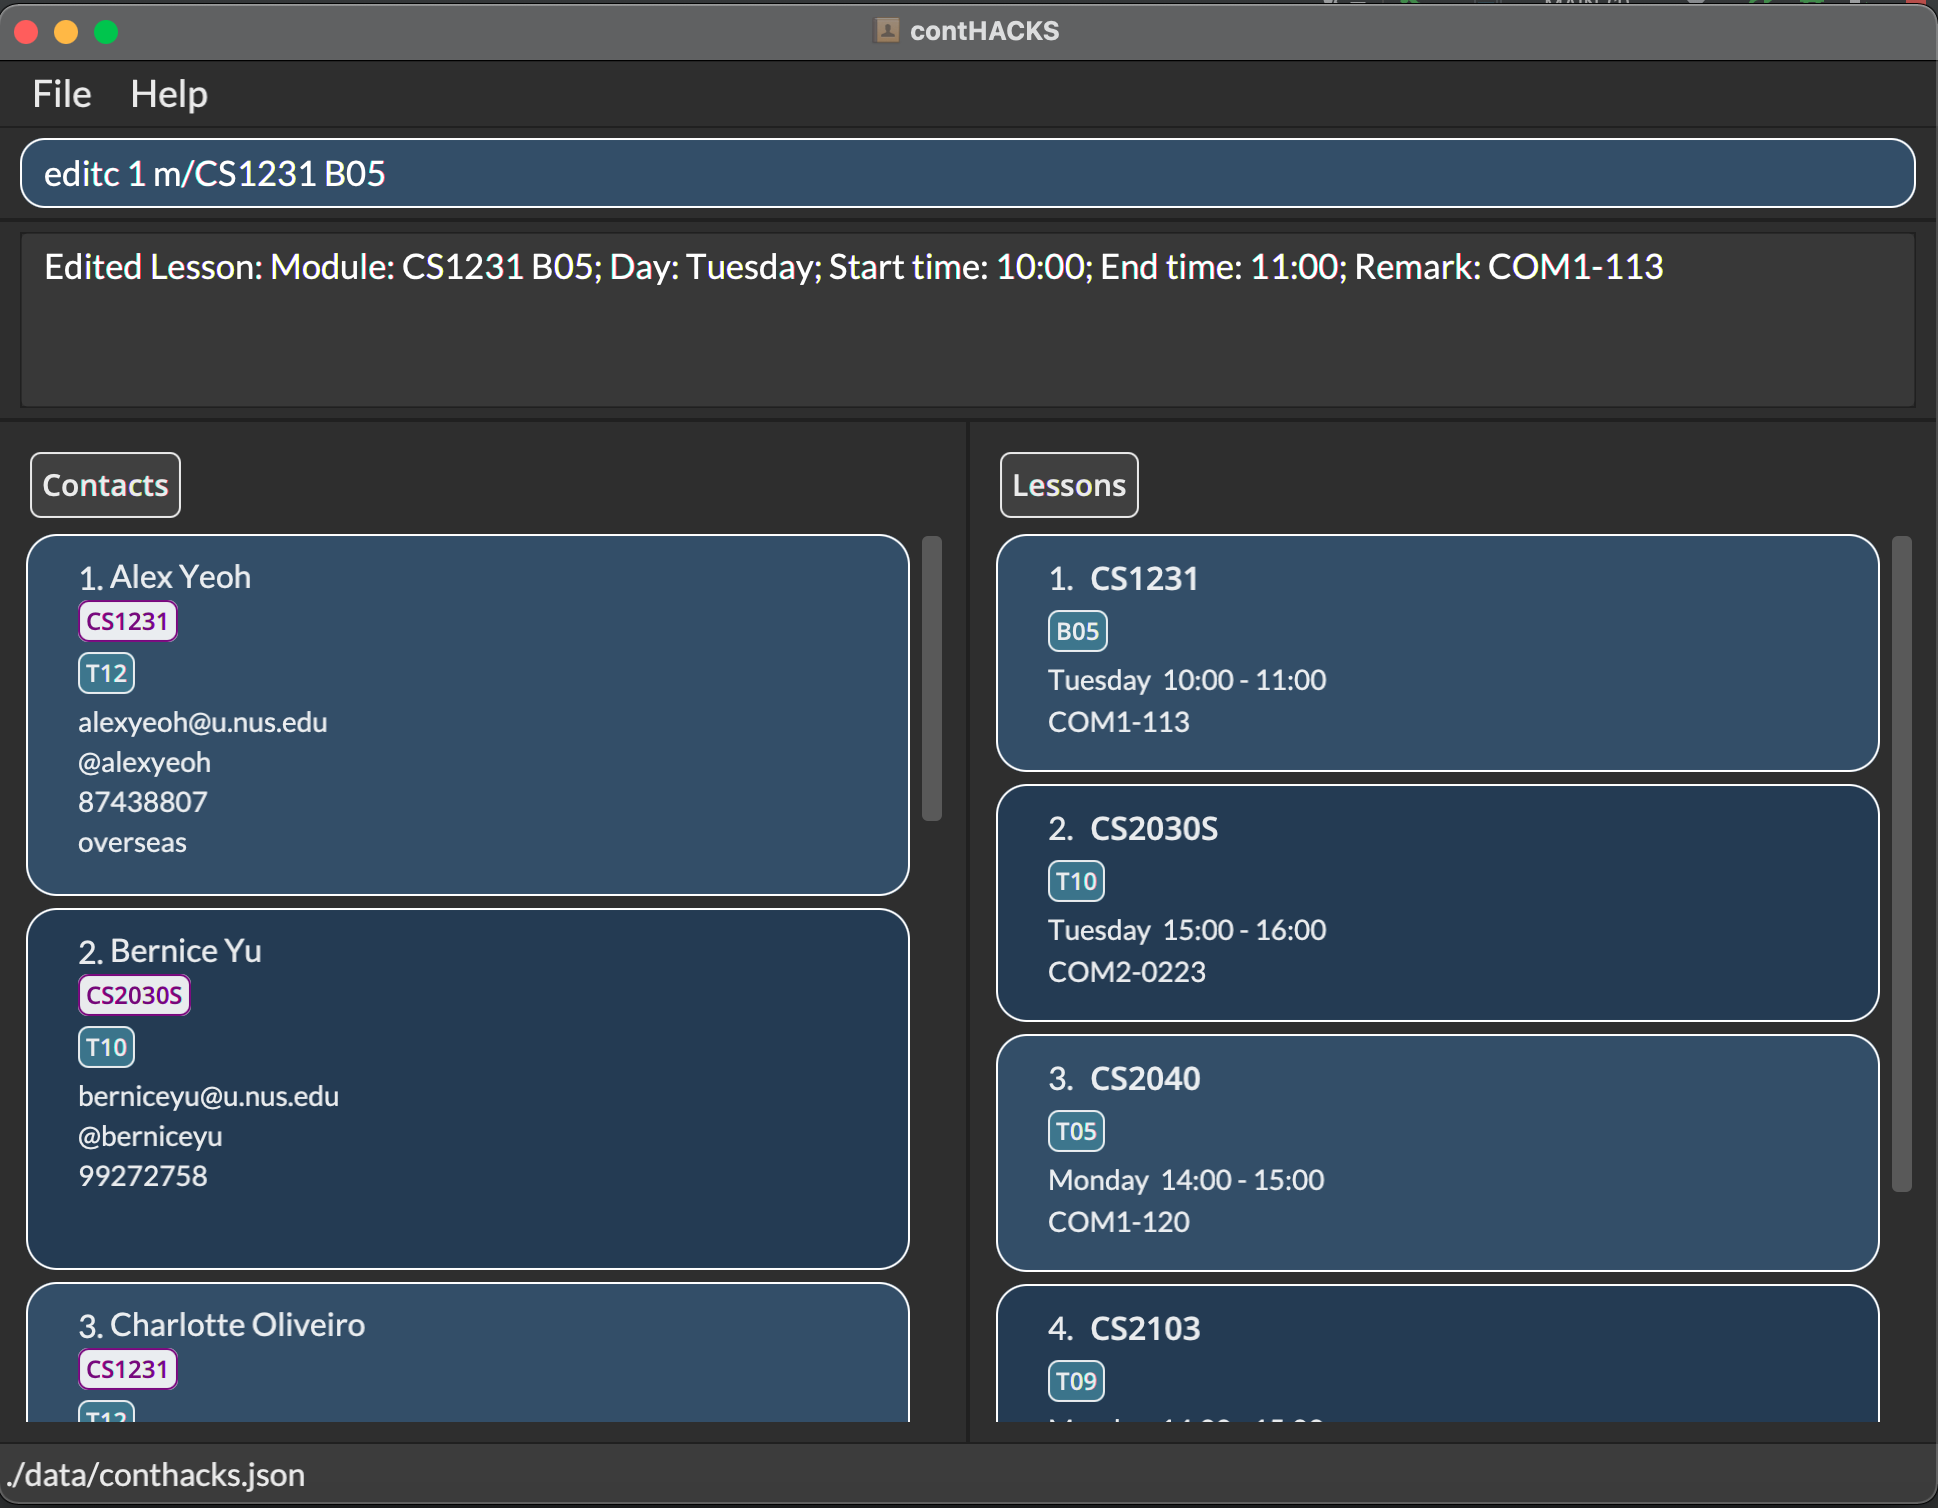 contHACKS
File Help
editc 1 m/CS1231 B05
Edited Lesson: Module: CS1231 B05; Day: Tuesday; Start time: 10:00; End time: 11:00; Remark: COM1-113
Contacts
1. Alex Yeoh
CS1231
T12
alexyeoh@u.nus.edu
@alexyeoh
87438807
overseas
2. Bernice Yu
CS2030S
T10
berniceyu@u.nus.edu
@berniceyu
99272758
3. Charlotte Oliveiro
CS1231
T12
Lessons
1. CS1231
B05
Tuesday 10:00 - 11:00
COM1-113
2. CS2030S
T10
Tuesday 15:00 - 16:00
COM2-0223
3. CS2040
T05
Monday 14:00 - 15:00
COM1-120
4. CS2103
T09
./data/conthacks.json